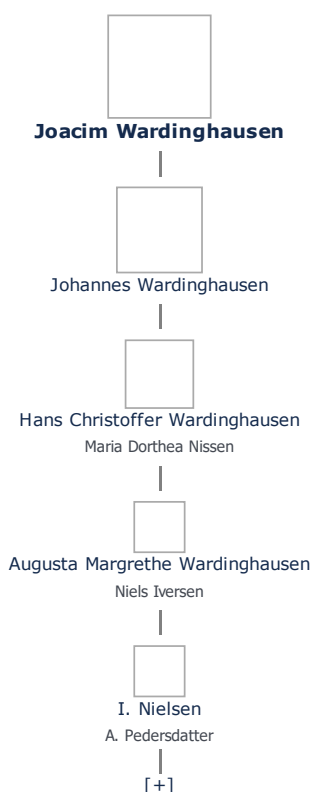 Joacim Wardinghausen
Johannes Wardinghausen
Hans Christoffer Wardinghausen
Maria Dorthea Nissen
Augusta Margrethe Wardinghausen
Niels Iversen
I. Nielsen
A. Pedersdatter
[+]